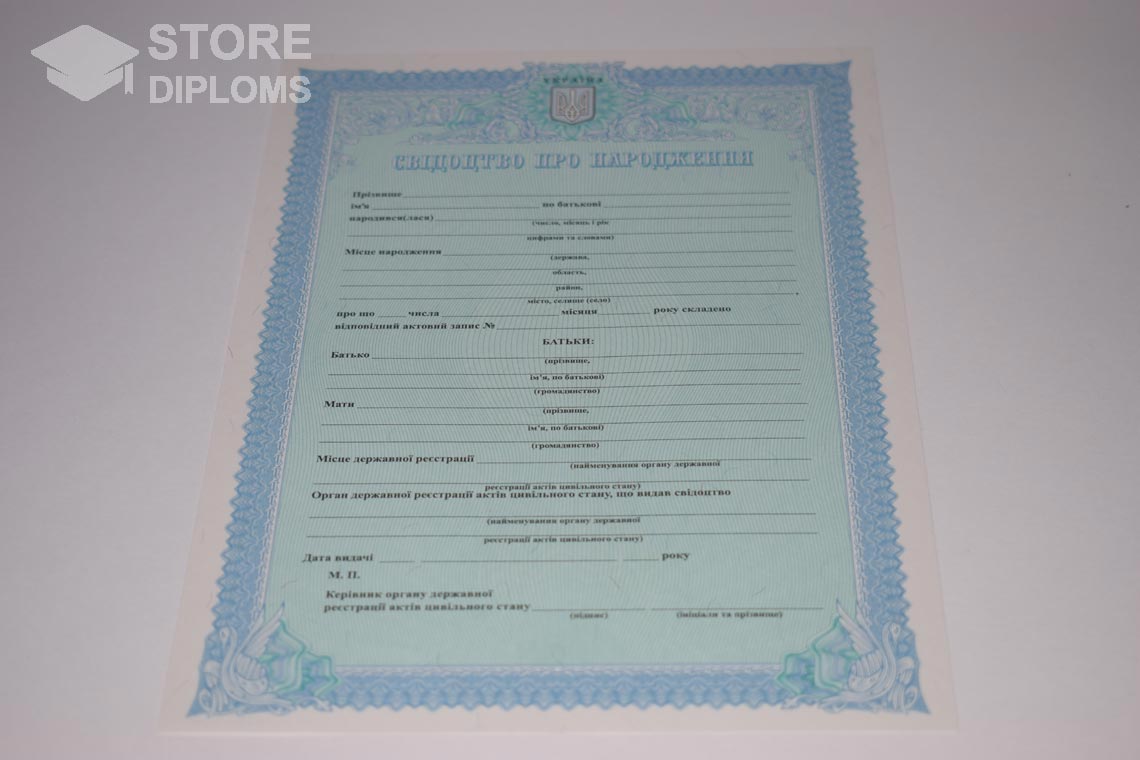 STORE
DIPLOMS
УКРАЇНА
СВІДОЦТВО ПРО НАРОДЖЕННЯ
Прізвище
ім'я по батькові
народився(лася)
(число, місяць і рік
цифрами та словами)
Місце народження
(держава,
область,
район,
місто, селище (село)
про що числа місяця року складено
відповідний актовий запис №
БАТЬКИ:
Батько
(прізвище,
ім'я, по батькові)
(громадянство)
Мати
(прізвище,
ім'я, по батькові)
(громадянство)
Місце державної реєстрації
(найменування органу державної
реєстрації актів цивільного стану)
Орган державної реєстрації актів цивільного стану, що видав свідоцтво
(найменування органу державної
реєстрації актів цивільного стану)
Дата видачі року
М. П.
Керівник органу державної
реєстрації актів цивільного стану
(підпис) (ініціали та прізвище)